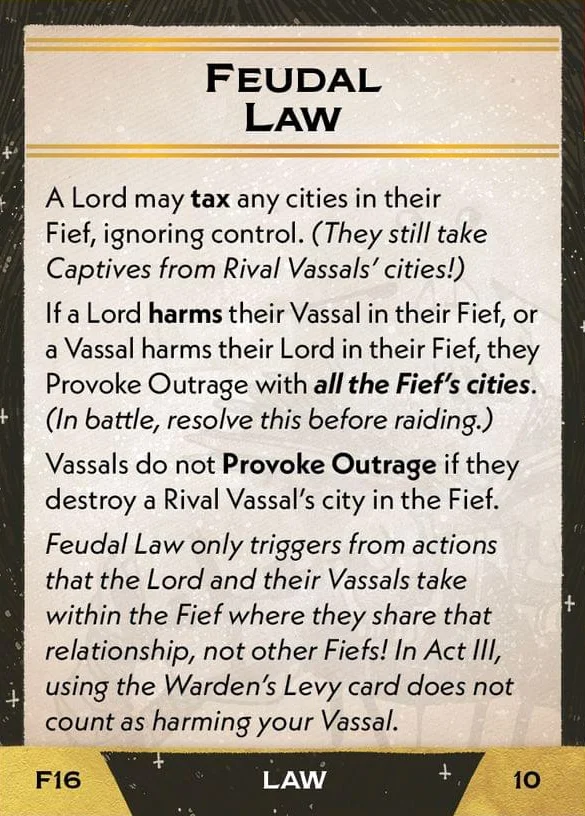 FEUDAL
LAW
A Lord may tax any cities in their
Fief, ignoring control. (They still take
Captives from Rival Vassals' cities!)
If a Lord harms their Vassal in their Fief, or
a Vassal harms their Lord in their Fief, they
Provoke Outrage with all the Fief's cities.
(In battle, resolve this before raiding.)
Vassals do not Provoke Outrage if they
destroy a Rival Vassal's city in the Fief.
Feudal Law only triggers from actions
that the Lord and their Vassals take
within the Fief where they share that
relationship, not other Fiefs! In Act III,
using the Warden's Levy card does not
count as harming your Vassal.
F16 LAW 10